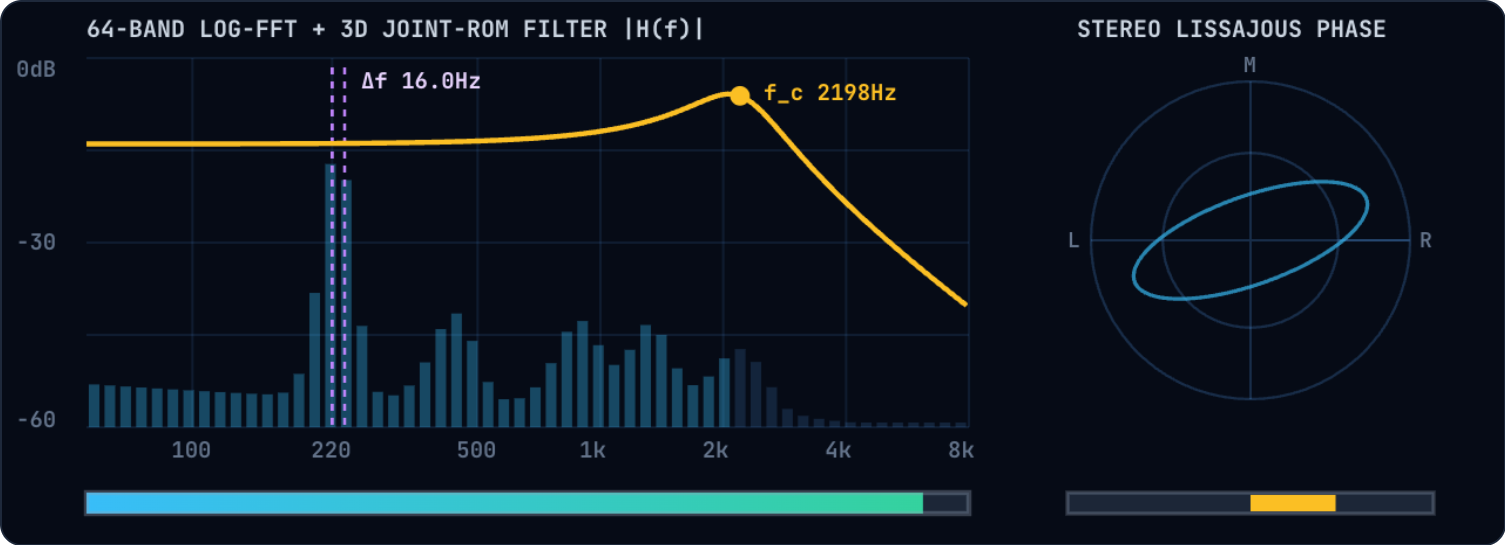 64-BAND LOG-FFT + 3D JOINT-ROM FILTER |H(f)|
STEREO LISSAJOUS PHASE
0dB
Δf 16.0Hz
f_c 2198Hz
-30
-60
100 220 500 1k 2k 4k 8k
M
L
R